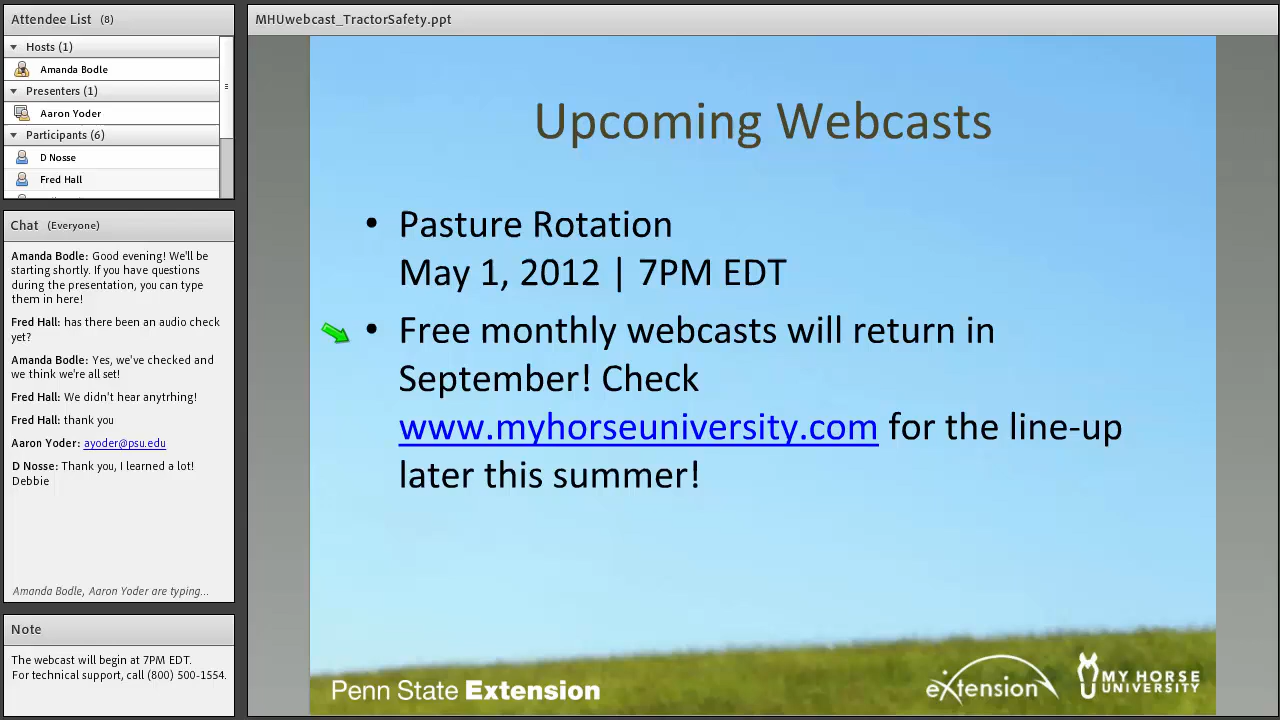 Attendee List (8)
Hosts (1)
Amanda Bodle
Presenters (1)
Aaron Yoder
Participants (6)
D Nosse
Fred Hall
Chat (Everyone)
Amanda Bodle: Good evening! We'll be
starting shortly. If you have questions
during the presentation, you can type
them in here!
Fred Hall: has there been an audio check
yet?
Amanda Bodle: Yes, we've checked and
we think we're all set!
Fred Hall: We didn't hear anytrhing!
Fred Hall: thank you
Aaron Yoder: ayoder@psu.edu
D Nosse: Thank you, I learned a lot!
Debbie
Amanda Bodle, Aaron Yoder are typing...
Note
The webcast will begin at 7PM EDT.
For technical support, call (800) 500-1554.
MHUwebcast_TractorSafety.ppt
Upcoming Webcasts
• Pasture Rotation
May 1, 2012 | 7PM EDT
• Free monthly webcasts will return in
September! Check
www.myhorseuniversity.com for the line-up
later this summer!
Penn State Extension
eXtension
MY HORSE
UNIVERSITY